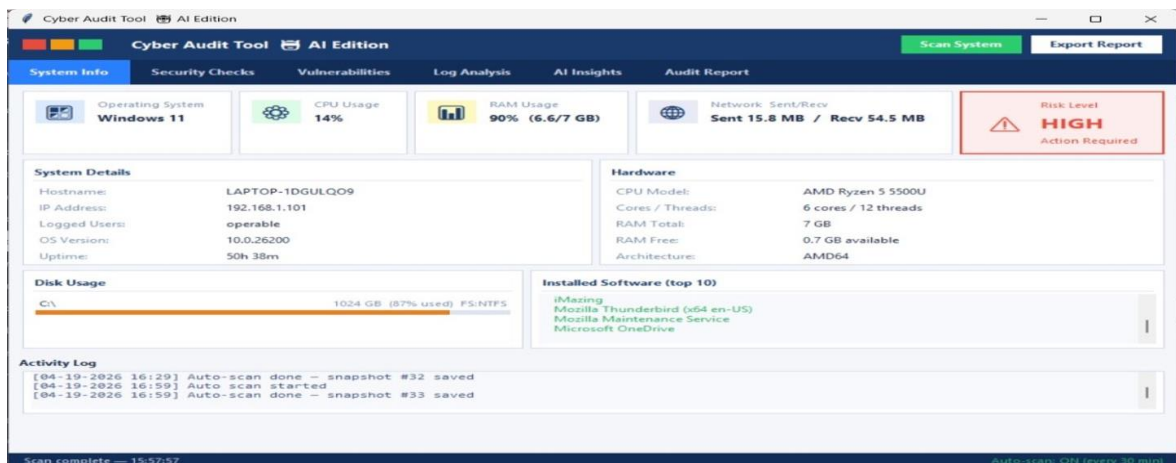 Cyber Audit Tool AI Edition
Cyber Audit Tool AI Edition
Scan System
Export Report
System Info
Security Checks
Vulnerabilities
Log Analysis
AI Insights
Audit Report
Operating System
Windows 11
CPU Usage
14%
RAM Usage
90% (6.6/7 GB)
Network Sent/Recv
Sent 15.8 MB / Recv 54.5 MB
Risk Level
HIGH
Action Required
System Details
Hostname: LAPTOP-1DGULQO9
IP Address: 192.168.1.101
Logged Users: operable
OS Version: 10.0.26200
Uptime: 50h 38m
Hardware
CPU Model: AMD Ryzen 5 5500U
Cores / Threads: 6 cores / 12 threads
RAM Total: 7 GB
RAM Free: 0.7 GB available
Architecture: AMD64
Disk Usage
C:\ 1024 GB (87% used) FS:NTFS
Installed Software (top 10)
iMazing
Mozilla Thunderbird (x64 en-US)
Mozilla Maintenance Service
Microsoft OneDrive
Activity Log
[04-19-2026 16:29] Auto-scan done — snapshot #32 saved
[04-19-2026 16:59] Auto-scan started
[04-19-2026 16:59] Auto-scan done — snapshot #33 saved
Scan complete — 15:57:57
Auto-scan: ON (every 30 min)